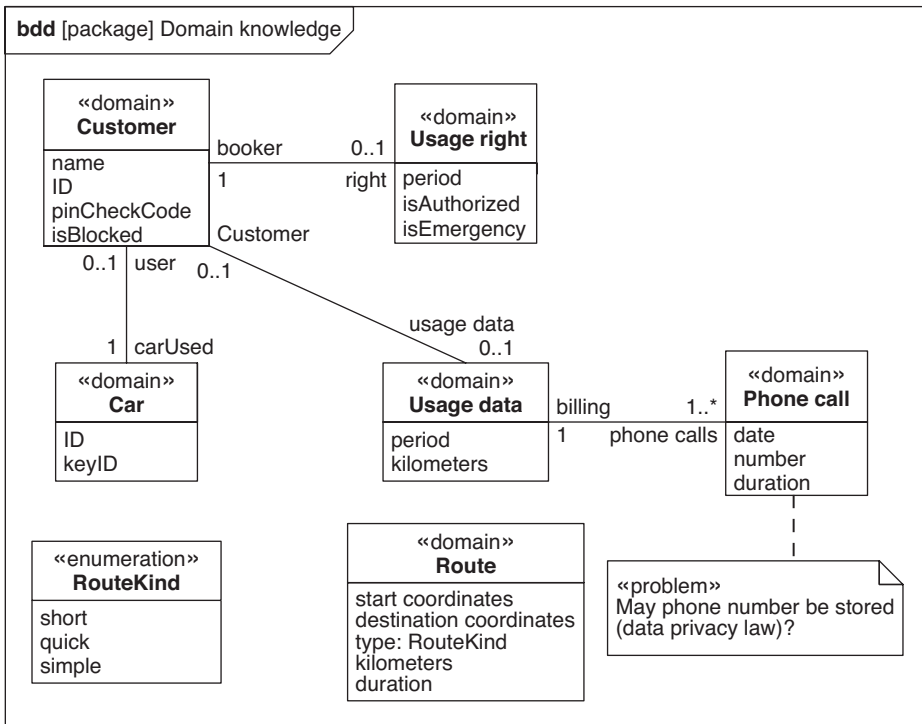 bdd [package] Domain knowledge
«domain»
Customer
name
ID
pinCheckCode
isBlocked
booker
1
0..1
right
«domain»
Usage right
period
isAuthorized
isEmergency
Customer
0..1
0..1
user
usage data
0..1
1
carUsed
«domain»
Car
ID
keyID
«domain»
Usage data
period
kilometers
billing
1
1..*
phone calls
«domain»
Phone call
date
number
duration
«enumeration»
RouteKind
short
quick
simple
«domain»
Route
start coordinates
destination coordinates
type: RouteKind
kilometers
duration
«problem»
May phone number be stored
(data privacy law)?